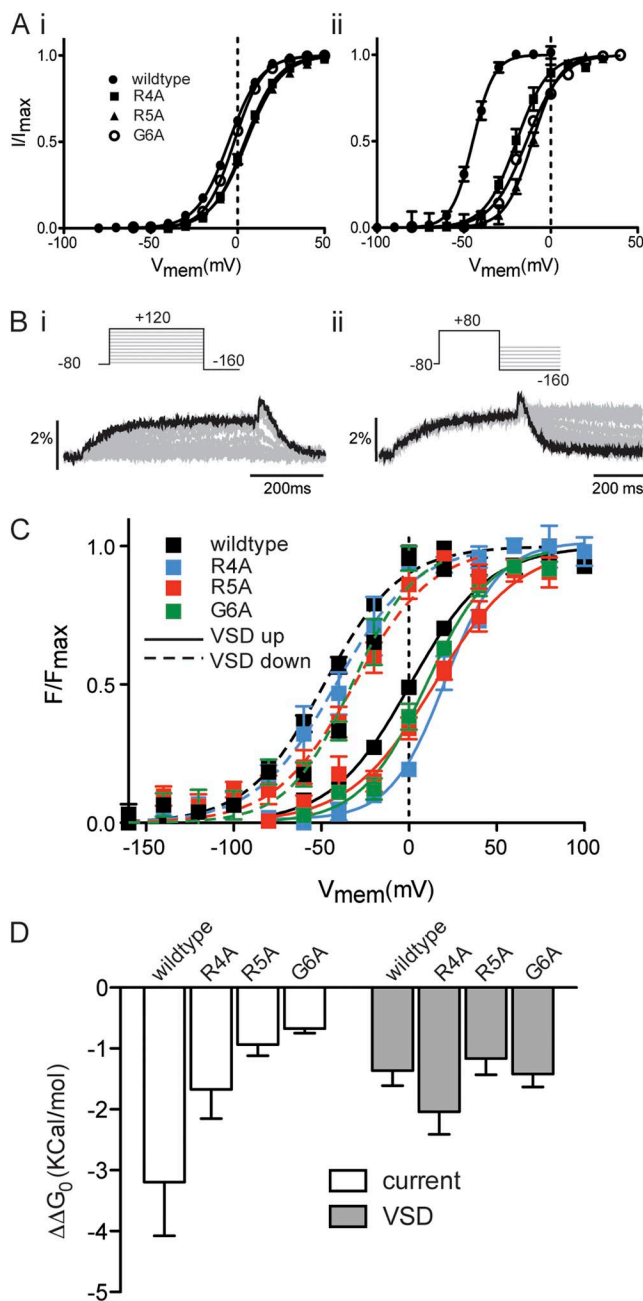 A i
ii
1.0
0.5
0.0
I/Imax
wildtype
R4A
R5A
G6A
-100 -50 0 50
Vmem(mV)
1.0
0.5
0.0
-100 -50 0 50
Vmem(mV)
B i
ii
+120
-80
-160
2%
200ms
+80
-80
-160
2%
200 ms
C
1.0
0.5
0.0
F/Fmax
wildtype
R4A
R5A
G6A
VSD up
VSD down
-150 -100 -50 0 50 100
Vmem(mV)
D
wildtype
R4A
R5A
G6A
wildtype
R4A
R5A
G6A
0
-1
-2
-3
-4
-5
ΔΔG0 (KCal/mol)
current
VSD